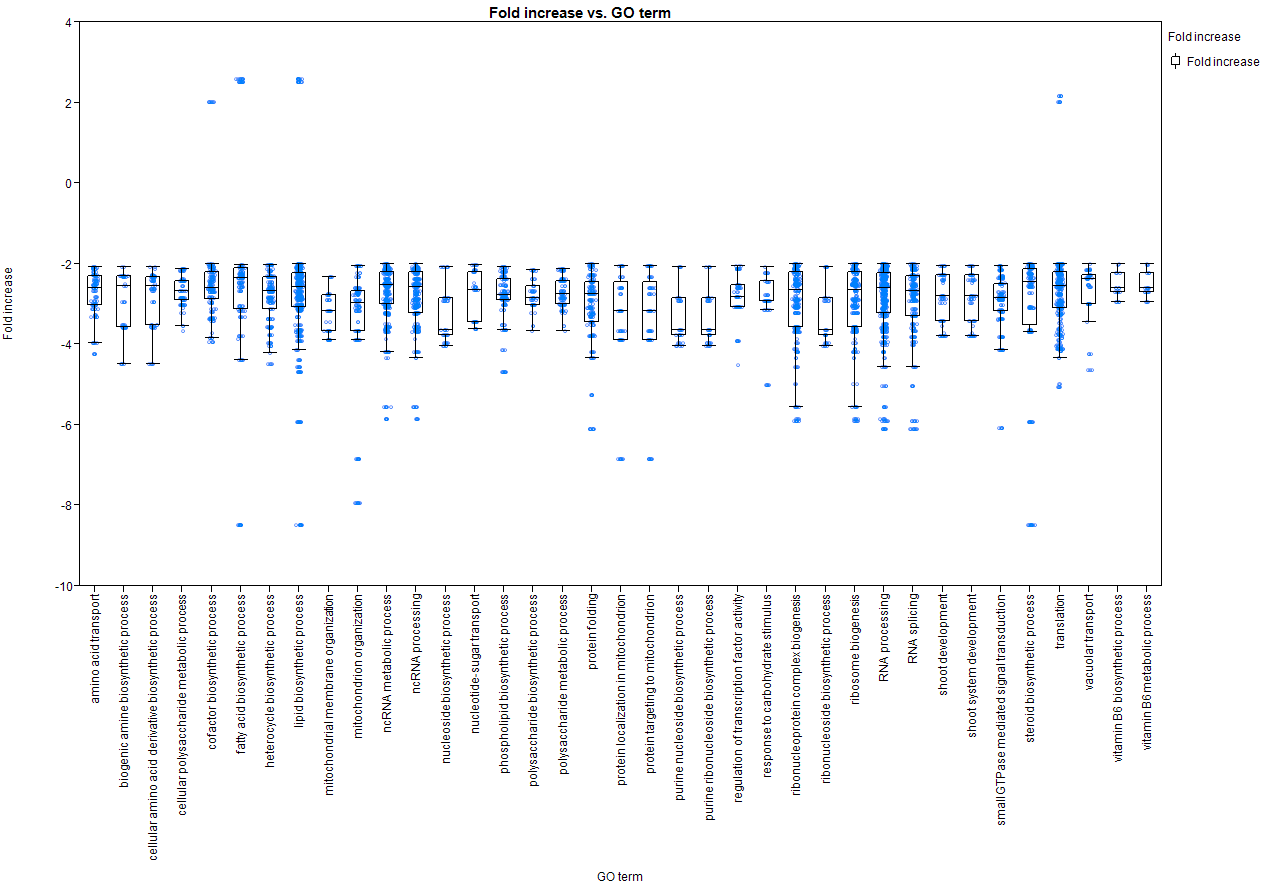 Fold increase vs. GO term
Fold increase
Fold increase
Fold increase
4
2
0
-2
-4
-6
-8
-10
amino acid transport
biogenic amine biosynthetic process
cellular amino acid derivative biosynthetic process
cellular polysaccharide metabolic process
cofactor biosynthetic process
fatty acid biosynthetic process
heterocycle biosynthetic process
lipid biosynthetic process
mitochondrial membrane organization
mitochondrion organization
ncRNA metabolic process
ncRNA processing
nucleoside biosynthetic process
nucleotide-sugar transport
phospholipid biosynthetic process
polysaccharide biosynthetic process
polysaccharide metabolic process
protein folding
protein localization in mitochondrion
protein targeting to mitochondrion
purine nucleoside biosynthetic process
purine ribonucleoside biosynthetic process
regulation of transcription factor activity
response to carbohydrate stimulus
ribonucleoprotein complex biogenesis
ribonucleoside biosynthetic process
ribosome biogenesis
RNA processing
RNA splicing
shoot development
shoot system development
small GTPase mediated signal transduction
steroid biosynthetic process
translation
vacuolar transport
vitamin B6 biosynthetic process
vitamin B6 metabolic process
GO term